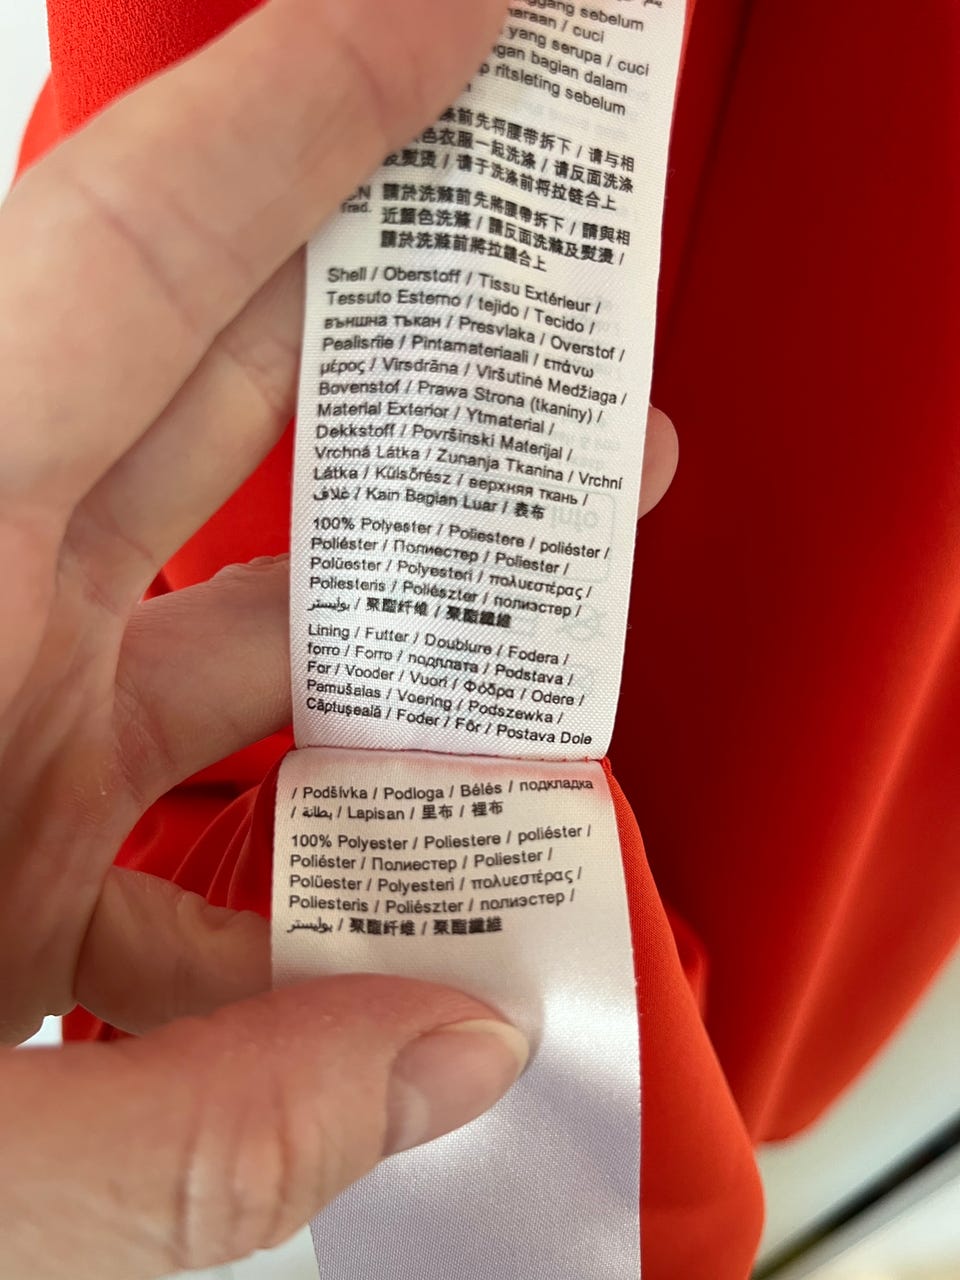 sebelum
/ cuci
yang serupa / cuci
bagian dalam
ritsleting sebelum
涤前先将腰带拆下 / 请与相
色衣服一起洗涤 / 请反面洗涤
及熨烫 / 请于洗涤前将拉链合上
Trad. 請於洗滌前先將腰帶拆下 / 請與相
近顏色洗滌 / 請反面洗滌及熨燙 /
請於洗滌前將拉鏈合上
Shell / Oberstoff / Tissu Extérieur /
Tessuto Esterno / tejido / Tecido /
външна тъкан / Presvlaka / Overstof /
Pealisriie / Pintamateriaali / επάνω
μέρος / Virsdrāna / Viršutinė Medžiaga /
Bovenstof / Prawa Strona (tkaniny) /
Material Exterior / Ytmaterial /
Dekkstoff / Površinski Materijal /
Vrchná Látka / Zunanja Tkanina / Vrchní
Látka / Külsőrész / верхняя ткань /
غلاف / Kain Bagian Luar / 表布
100% Polyester / Poliestere / poliéster /
Poliéster / Полиестер / Poliester /
Polüester / Polyesteri / πολυεστέρας /
Poliesteris / Poliészter / полиэстер /
بوليستر / 聚酯纤维 / 聚酯纖維
Lining / Futter / Doublure / Fodera /
forro / Forro / подплата / Podstava /
For / Vooder / Vuori / Φόδρα / Odere /
Pamušalas / Voering / Podszewka /
Căptușeală / Foder / Fôr / Postava Dole
/ Podšívka / Podloga / Bélés / подкладка
/ بطانة / Lapisan / 里布 / 裡布
100% Polyester / Poliestere / poliéster /
Poliéster / Полиестер / Poliester /
Polüester / Polyesteri / πολυεστέρας /
Poliesteris / Poliészter / полиэстер /
بوليستر / 聚酯纤维 / 聚酯纖維